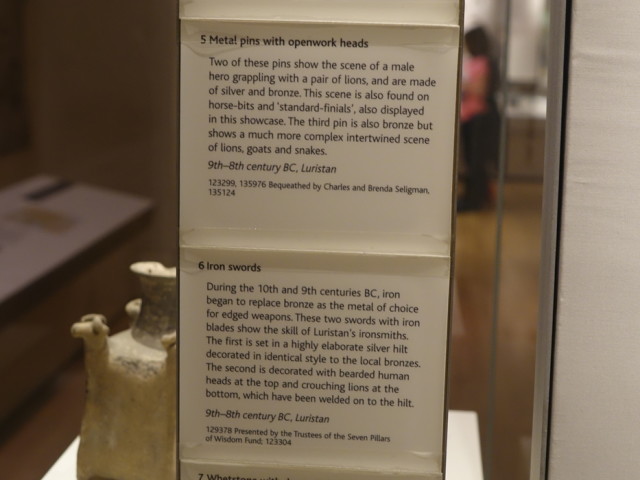 5 Metal pins with openwork heads
Two of these pins show the scene of a male
hero grappling with a pair of lions, and are made
of silver and bronze. This scene is also found on
horse-bits and 'standard-finials', also displayed
in this showcase. The third pin is also bronze but
shows a much more complex intertwined scene
of lions, goats and snakes.
9th–8th century BC, Luristan
123299, 135976 Bequeathed by Charles and Brenda Seligman,
135124
6 Iron swords
During the 10th and 9th centuries BC, iron
began to replace bronze as the metal of choice
for edged weapons. These two swords with iron
blades show the skill of Luristan's ironsmiths.
The first is set in a highly elaborate silver hilt
decorated in identical style to the local bronzes.
The second is decorated with bearded human
heads at the top and crouching lions at the
bottom, which have been welded on to the hilt.
9th–8th century BC, Luristan
129378 Presented by the Trustees of the Seven Pillars
of Wisdom Fund; 123304
7 Whetstone